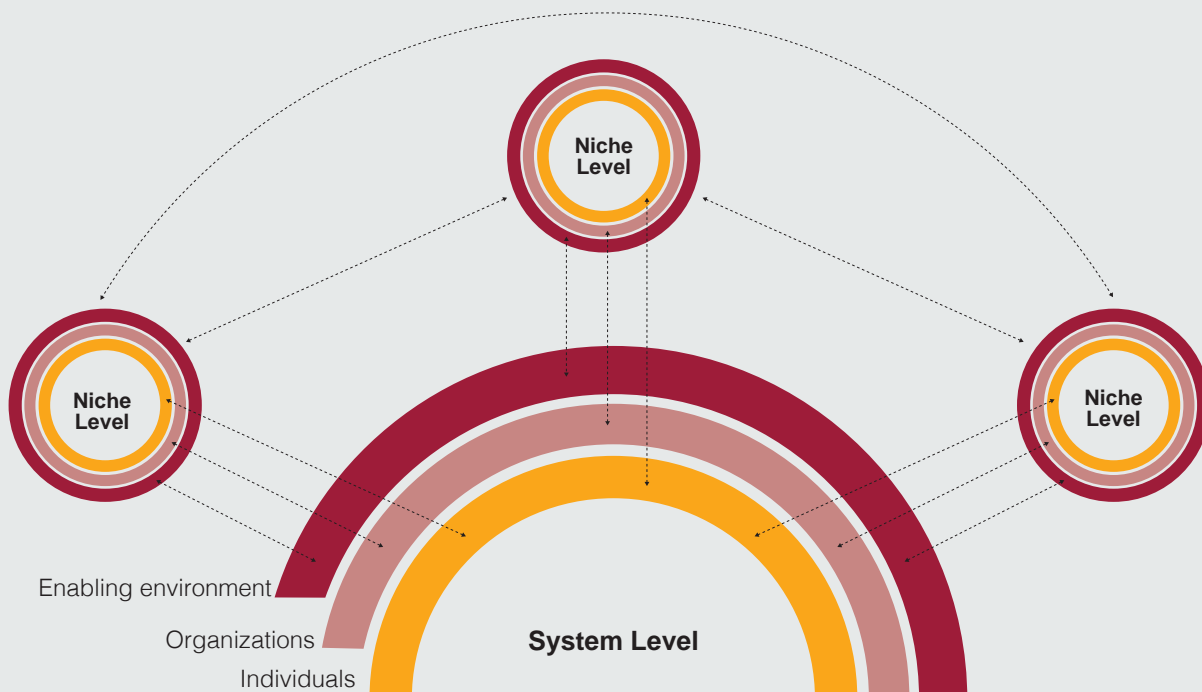 Niche
Level
Niche
Level
Niche
Level
Enabling environment
Organizations
System Level
Individuals